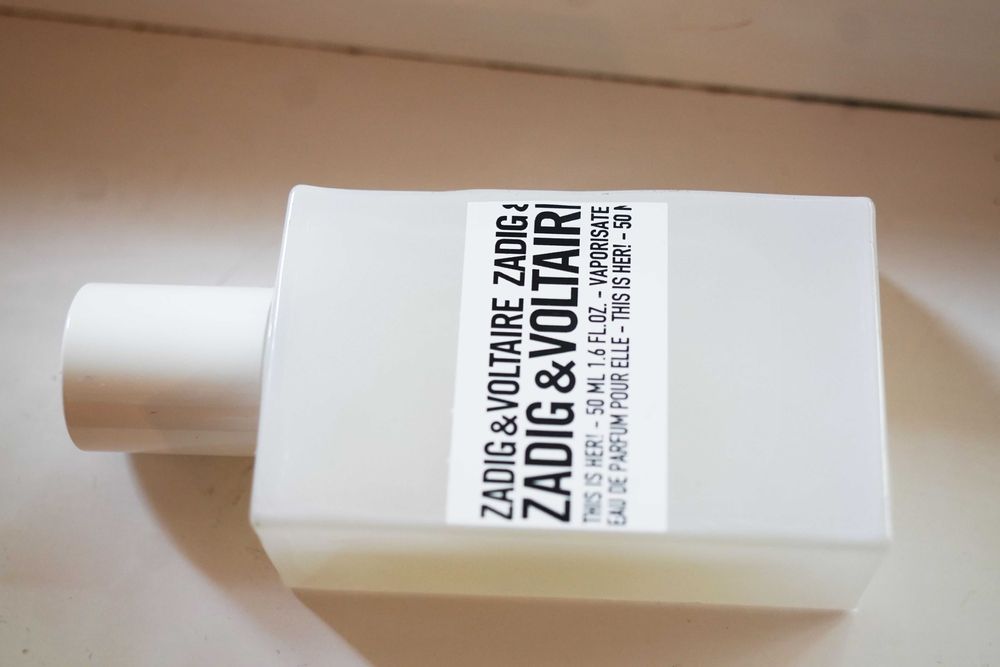 ZADIG & VOLTAIRE ZADIG &
ZADIG & VOLTAIR
THIS IS HER! – 50 ML 1.6 FL.OZ. – VAPORISATE
EAU DE PARFUM POUR ELLE – THIS IS HER! – 50 M